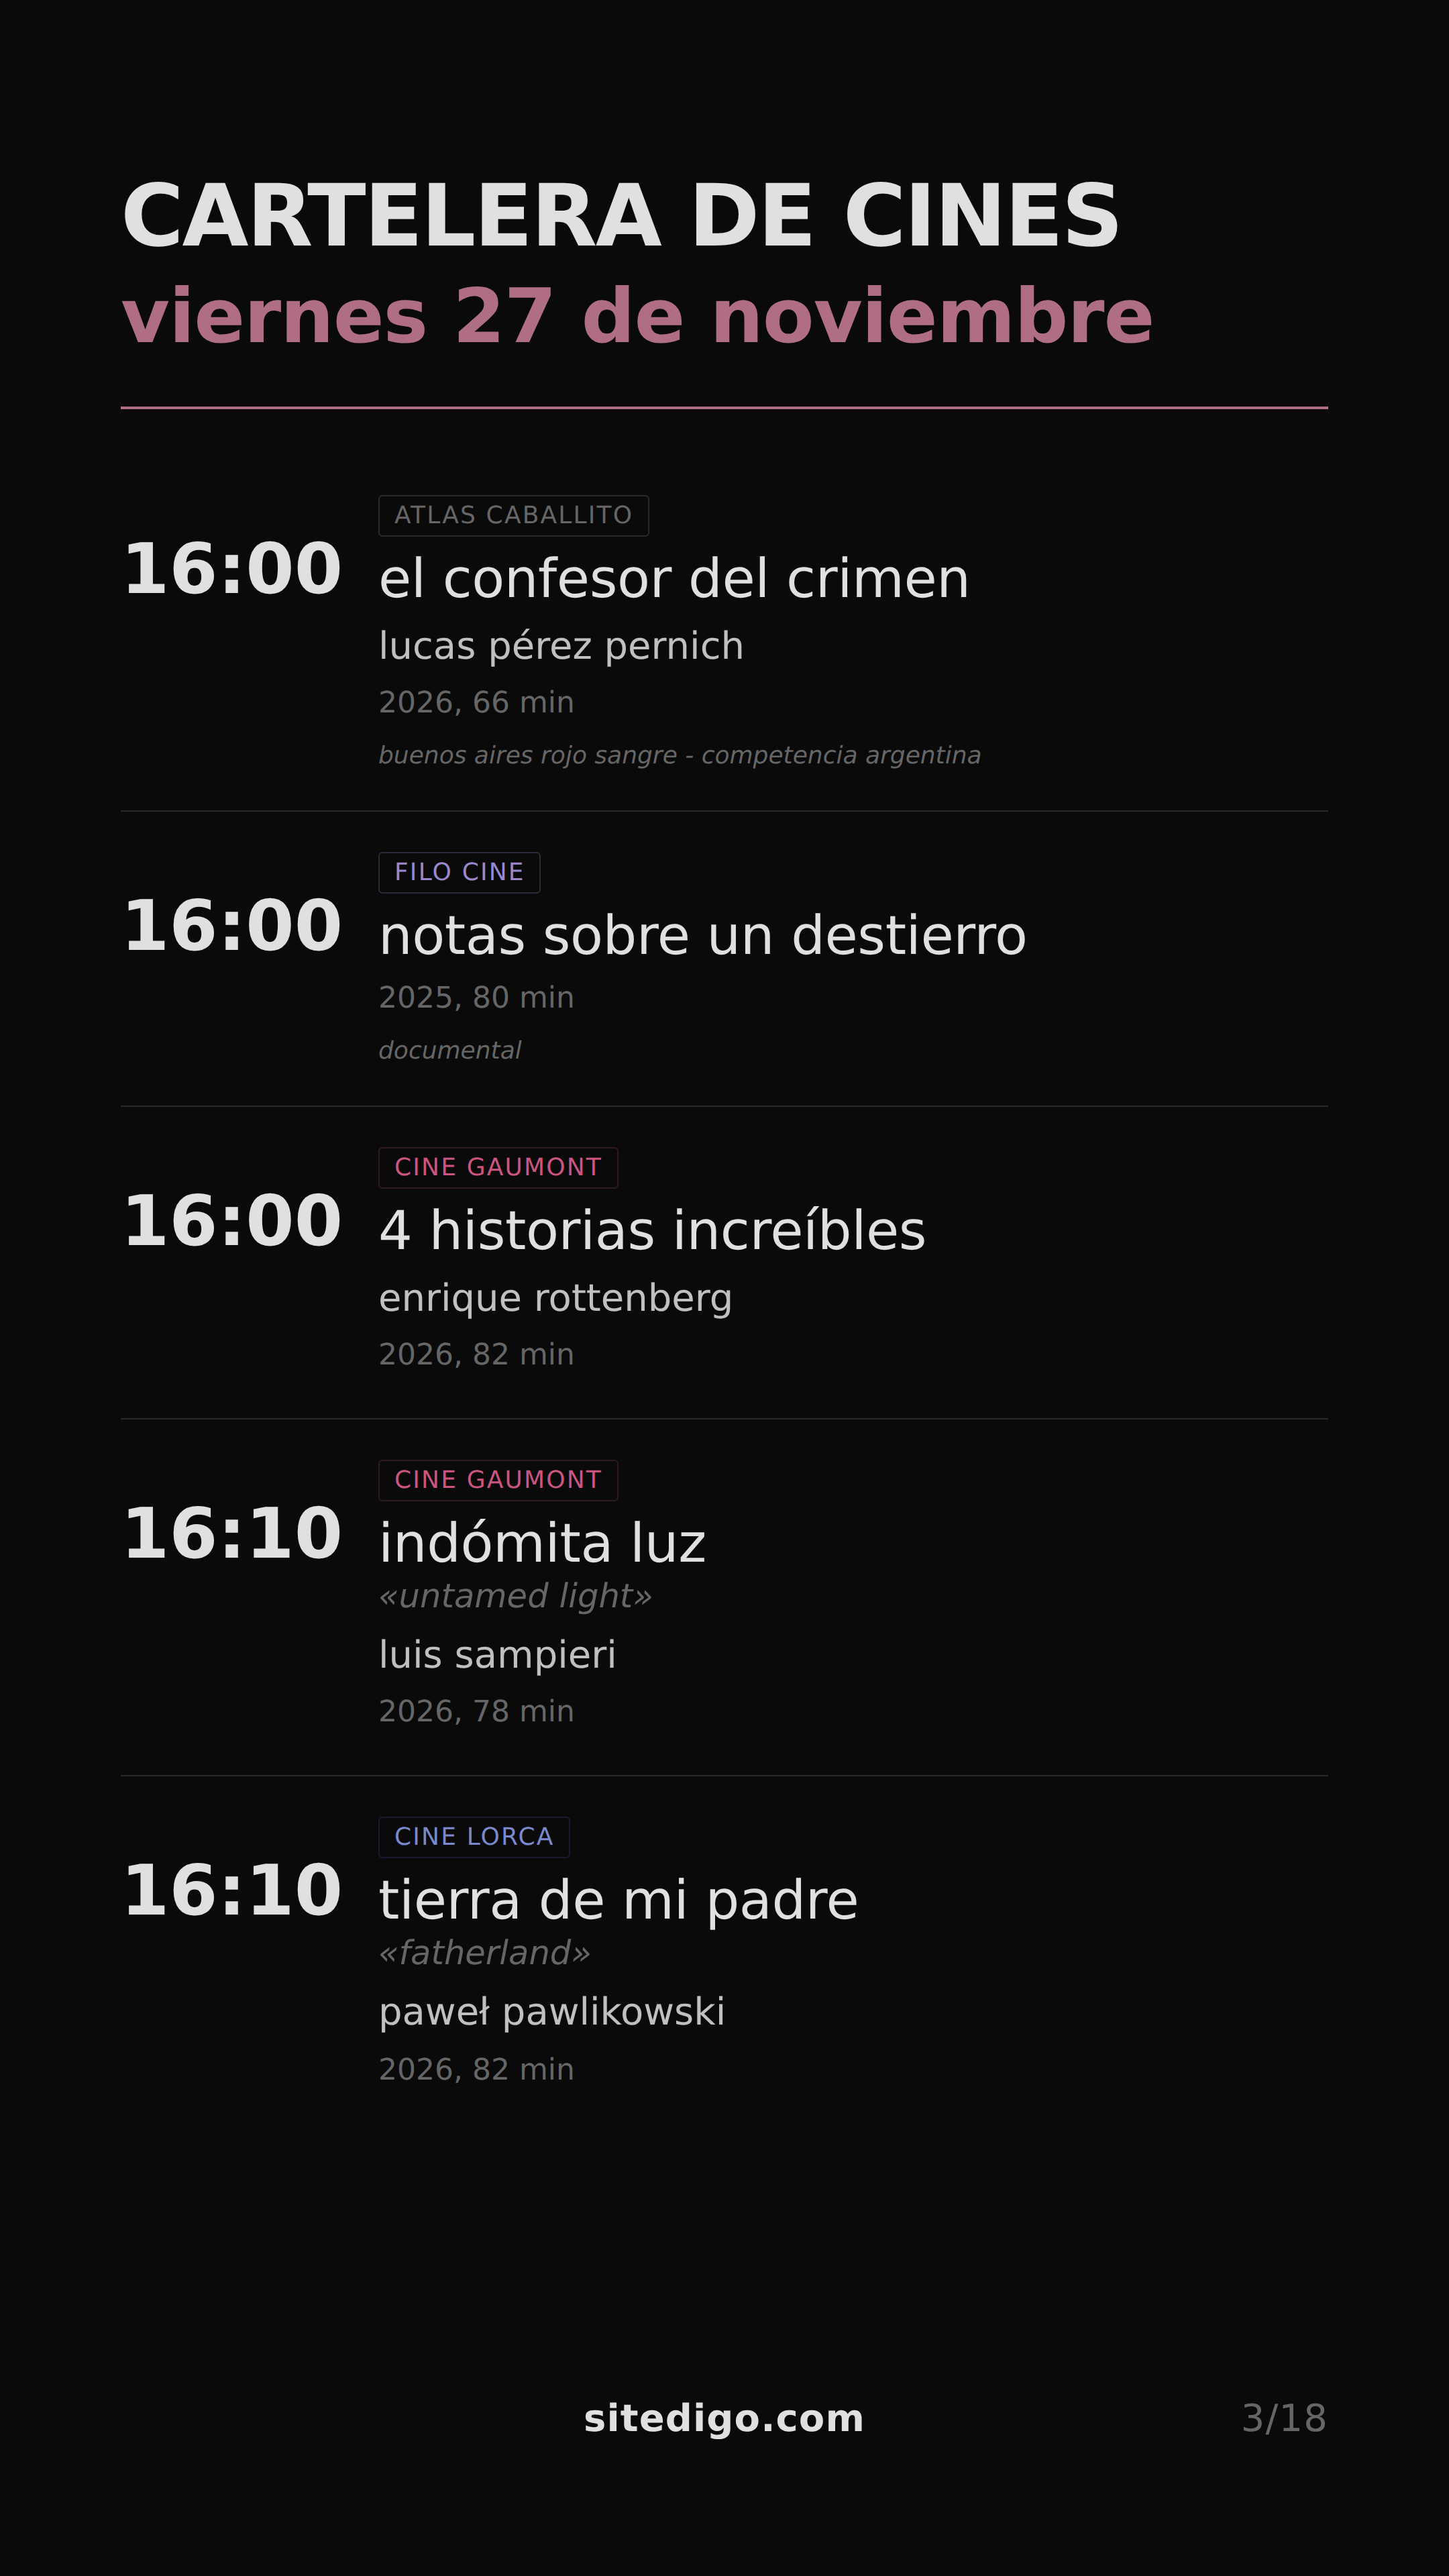 CARTELERA DE CINES
viernes 27 de noviembre
ATLAS CABALLITO
16:00
el confesor del crimen
lucas pérez pernich
2026, 66 min
buenos aires rojo sangre - competencia argentina
FILO CINE
16:00
notas sobre un destierro
2025, 80 min
documental
CINE GAUMONT
16:00
4 historias increíbles
enrique rottenberg
2026, 82 min
CINE GAUMONT
16:10
indómita luz
«untamed light»
luis sampieri
2026, 78 min
CINE LORCA
16:10
tierra de mi padre
«fatherland»
paweł pawlikowski
2026, 82 min
sitedigo.com
3/18